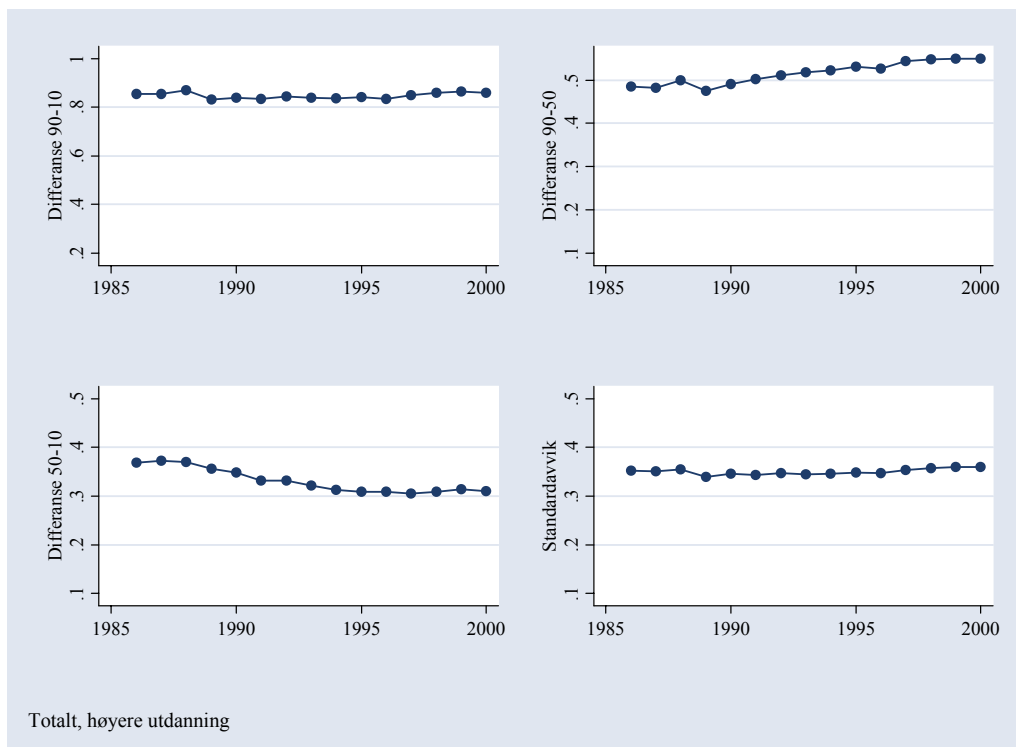 Differanse 90-10
1
.8
.6
.4
.2
1985 1990 1995 2000
Differanse 90-50
.5
.4
.3
.2
.1
1985 1990 1995 2000
Differanse 50-10
.5
.4
.3
.2
.1
1985 1990 1995 2000
Standardavvik
.5
.4
.3
.2
.1
1985 1990 1995 2000
Totalt, høyere utdanning